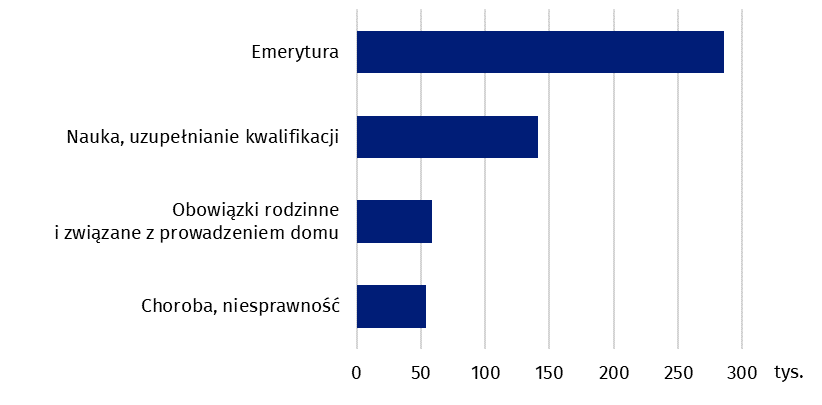 Emerytura
Nauka, uzupełnianie kwalifikacji
Obowiązki rodzinne
i związane z prowadzeniem domu
Choroba, niesprawność
0 50 100 150 200 250 300 tys.